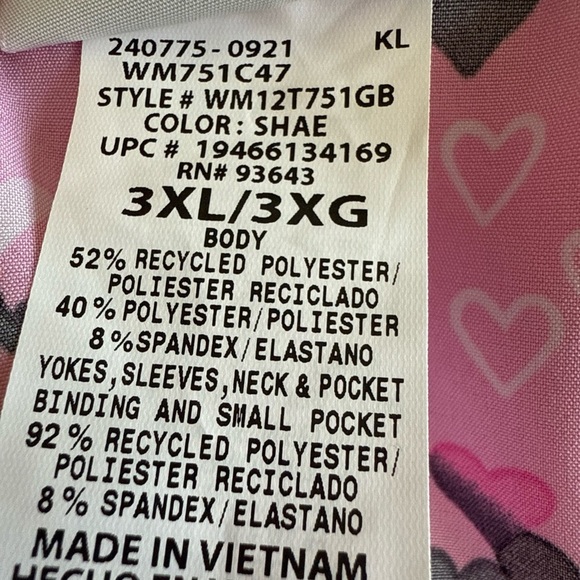 240775-0921 KL
WM751C47
STYLE# WM12T751GB
COLOR: SHAE
UPC# 19466134169
RN# 93643
3XL/3XG
BODY
52% RECYCLED POLYESTER/
POLIESTER RECICLADO
40% POLYESTER/POLIESTER
8%SPANDEX/ELASTANO
YOKES,SLEEVES,NECK & POCKET
BINDING AND SMALL POCKET
92% RECYCLED POLYESTER/
POLIESTER RECICLADO
8% SPANDEX/ELASTANO
MADE IN VIETNAM
HECHO EN